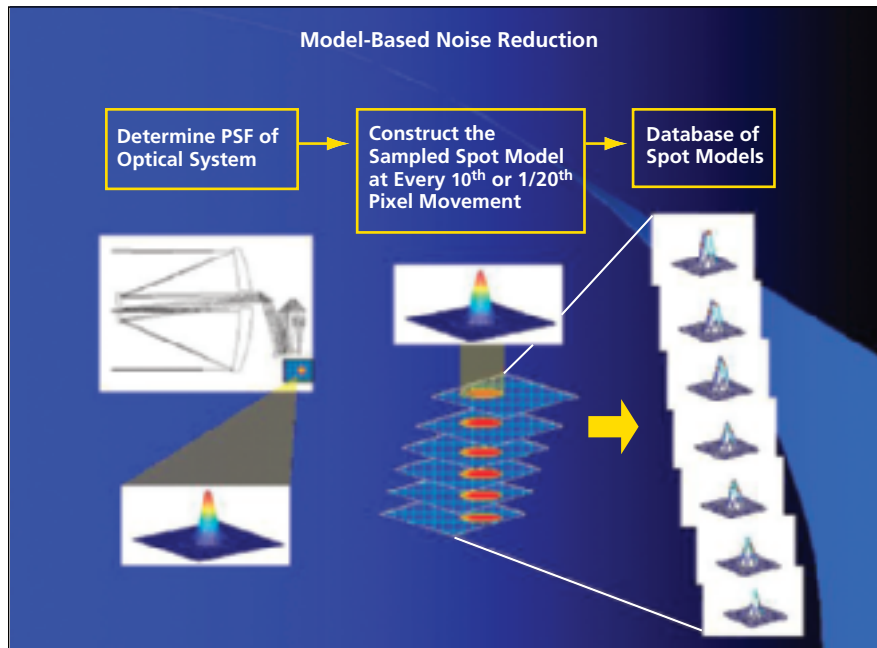 Model-Based Noise Reduction
Determine PSF of
Optical System
Construct the
Sampled Spot Model
at Every 10th or 1/20th
Pixel Movement
Database of
Spot Models